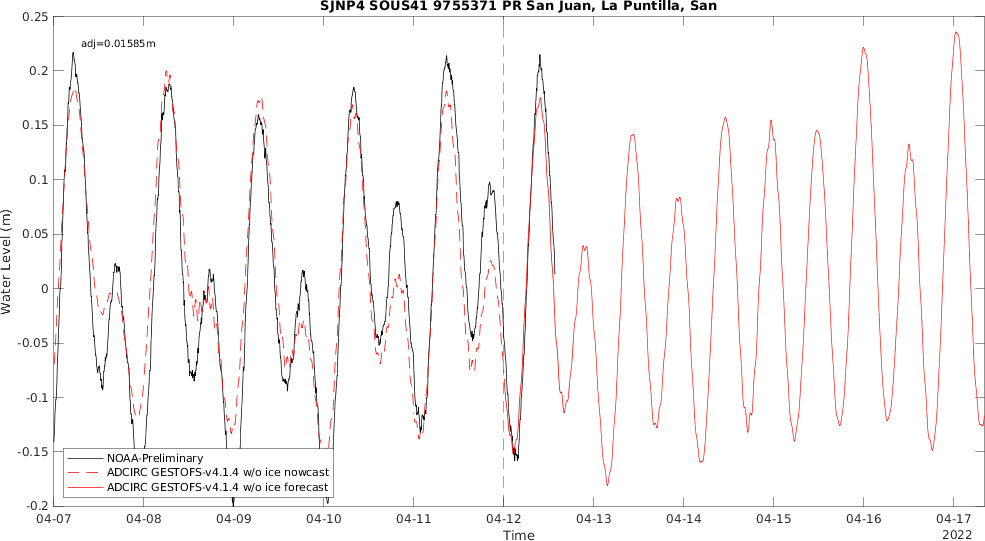 SJNP4 SOUS41 9755371 PR San Juan, La Puntilla, San
0.25
adj=0.01585m
0.2
0.15
0.1
0.05
0
-0.05
-0.1
-0.15
-0.2
Water Level (m)
NOAA-Preliminary
ADCIRC GESTOFS-v4.1.4 w/o ice nowcast
ADCIRC GESTOFS-v4.1.4 w/o ice forecast
04-07 04-08 04-09 04-10 04-11 04-12 04-13 04-14 04-15 04-16 04-17
Time
2022